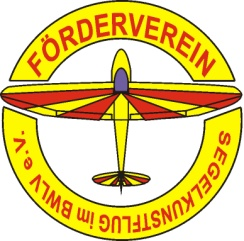 FÖRDERVEREIN
SEGELKUNSTFLUG im BWLV e.V.